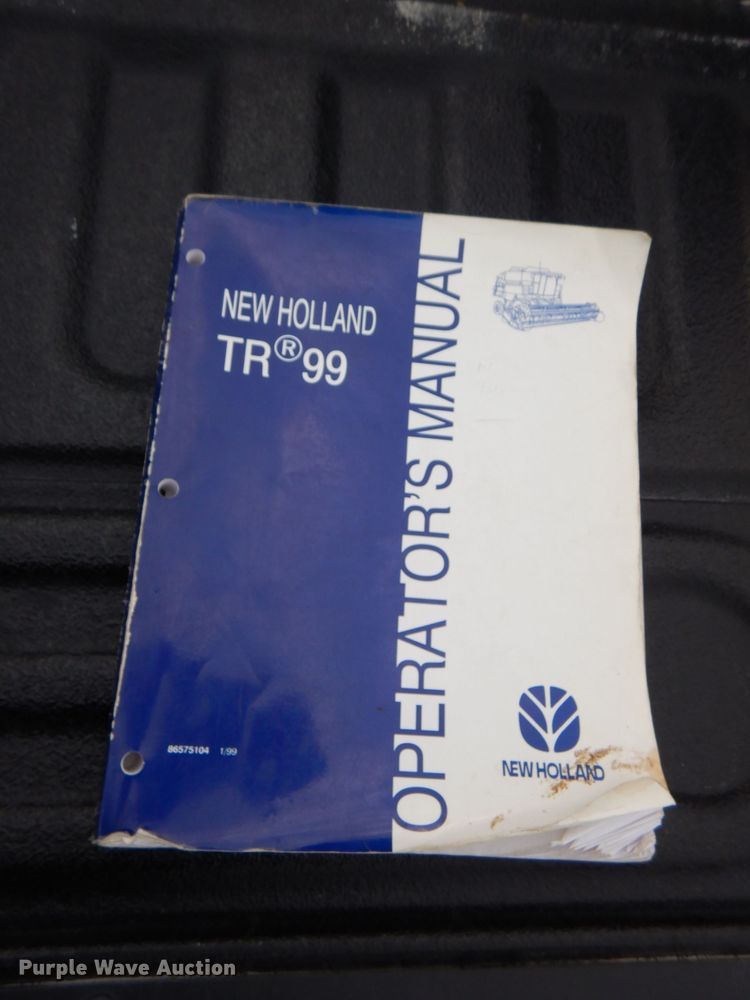 NEW HOLLAND
TR®99
OPERATOR'S MANUAL
86575104 1/99
NEW HOLLAND
Purple Wave Auction